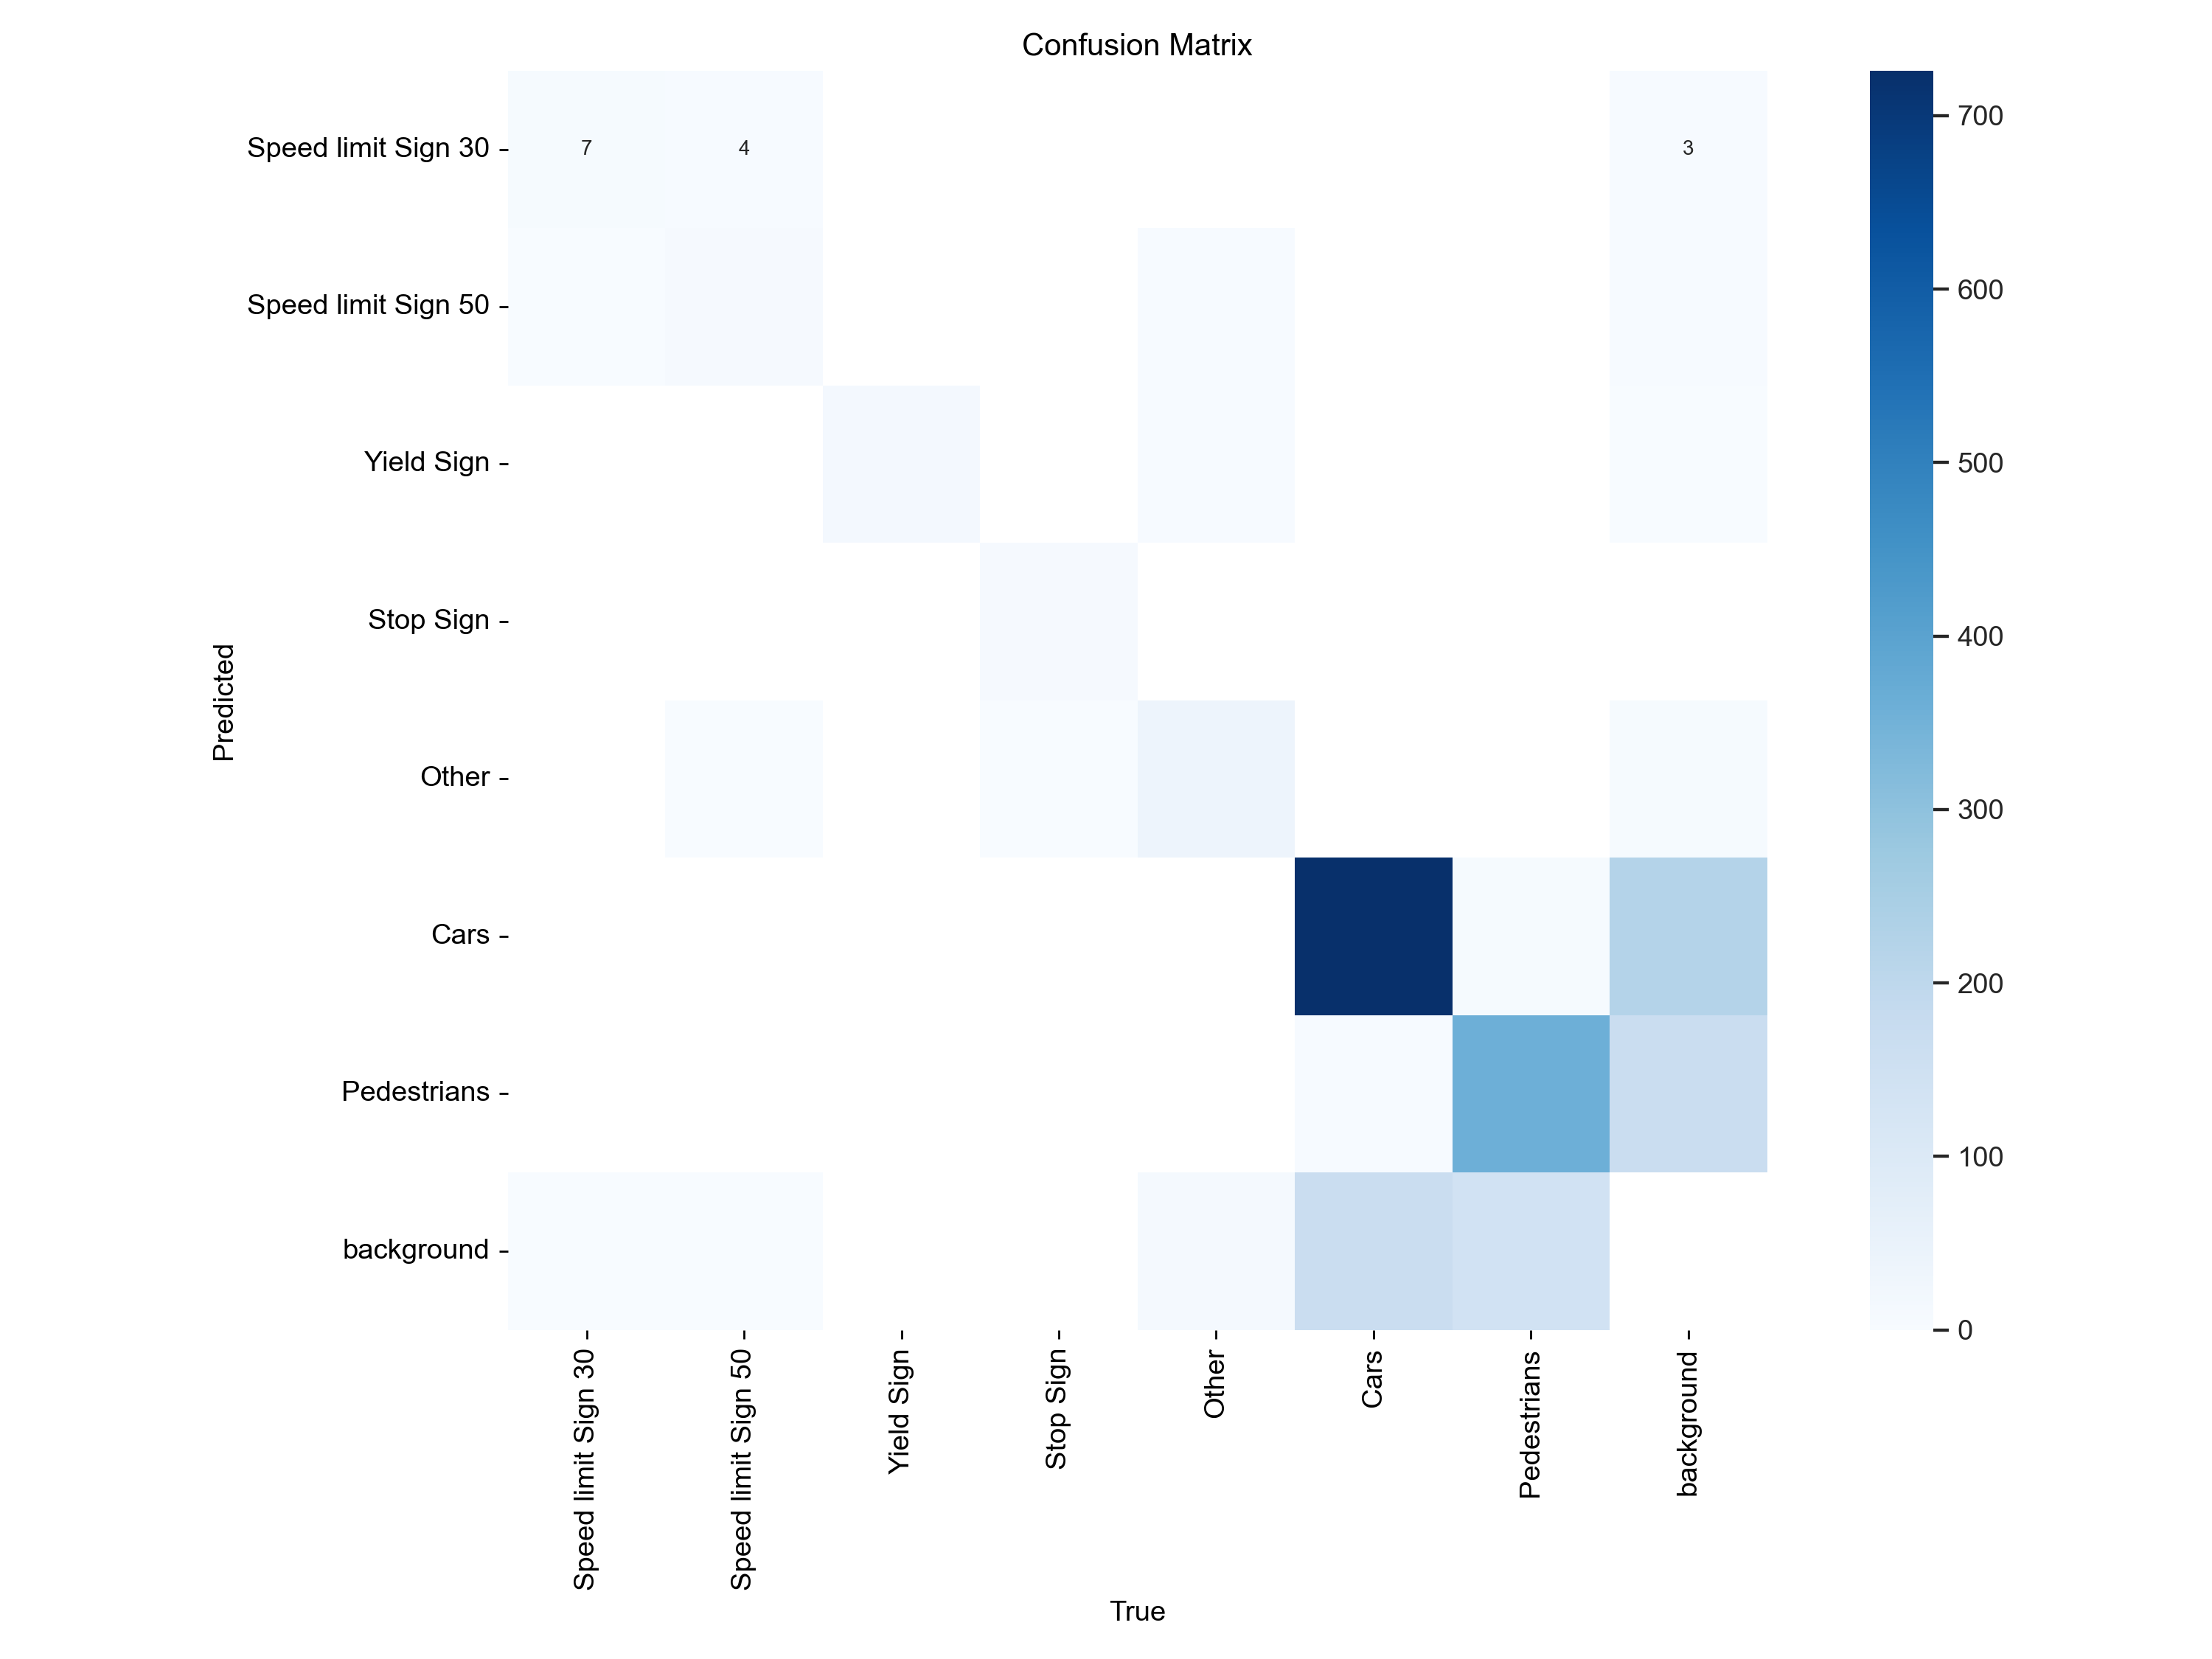 Confusion Matrix
Speed limit Sign 30
7
4
3
Speed limit Sign 50
Yield Sign
Stop Sign
Other
Cars
Pedestrians
background
Predicted
Speed limit Sign 30
Speed limit Sign 50
Yield Sign
Stop Sign
Other
Cars
Pedestrians
background
True
700
600
500
400
300
200
100
0